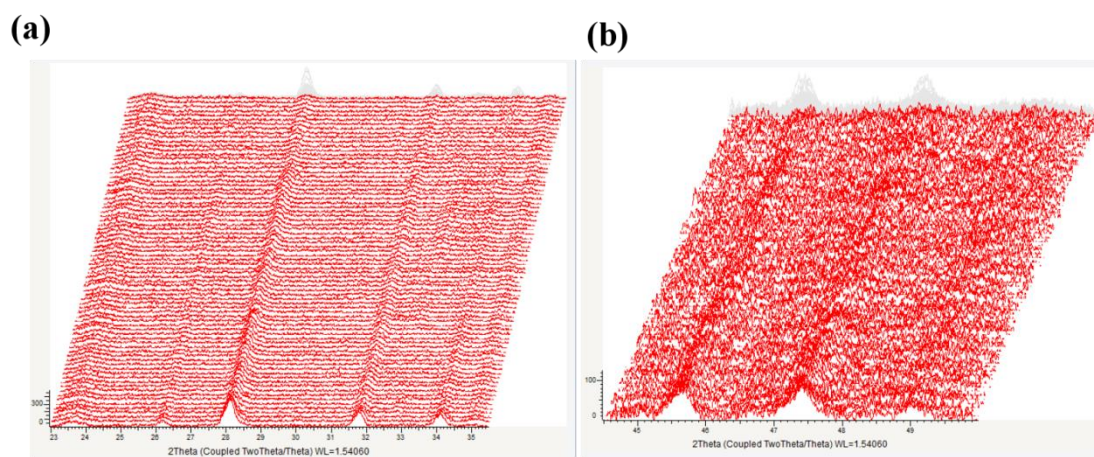 (a)
(b)
300
0
23 24 25 26 27 28 29 30 31 32 33 34 35
2Theta (Coupled TwoTheta/Theta) WL=1.54060
100
0
45 46 47 48 49
2Theta (Coupled TwoTheta/Theta) WL=1.54060